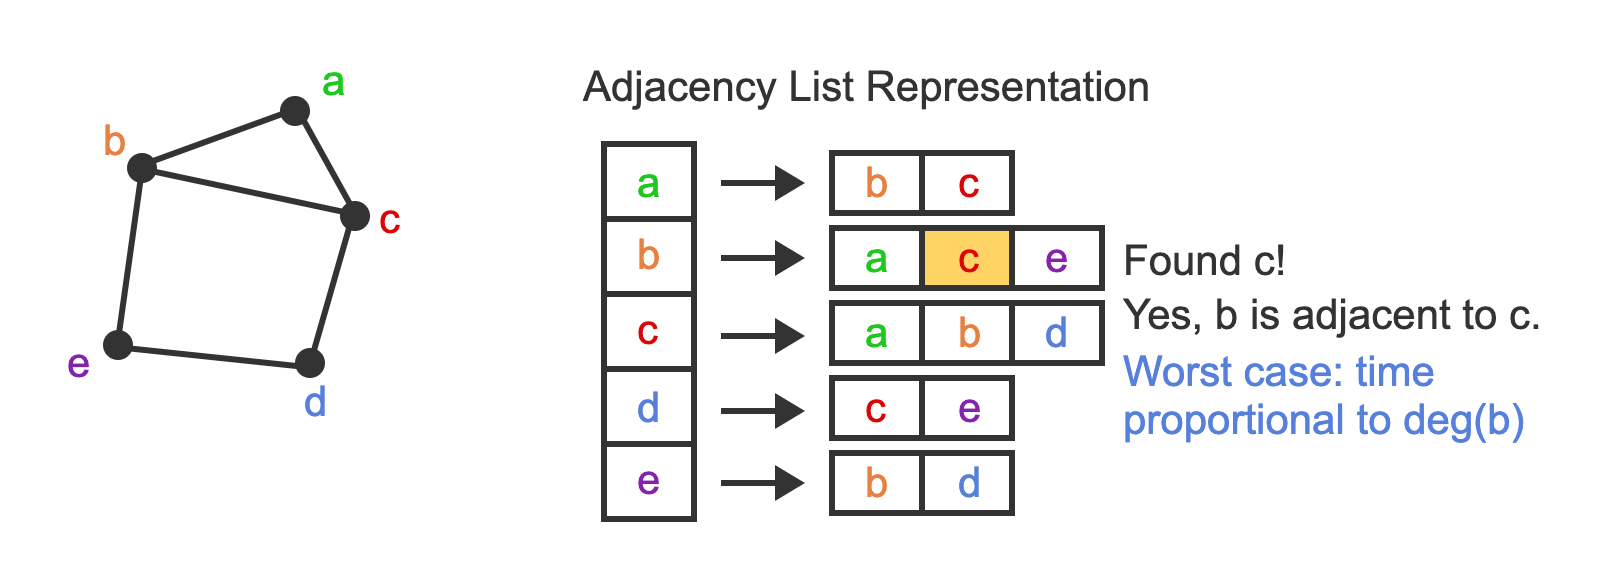 a
b
c
e
d
Adjacency List Representation
a b c
b a c e
c a b d
d c e
e b d
Found c!
Yes, b is adjacent to c.
Worst case: time
proportional to deg(b)